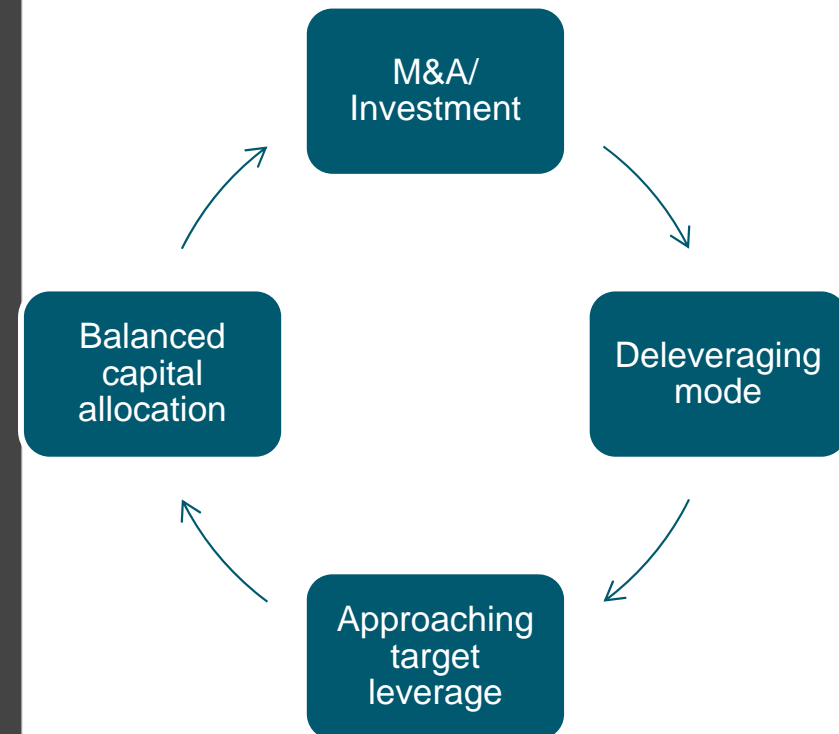 M&A/
Investment
Deleveraging
mode
Approaching
target
leverage
Balanced
capital
allocation